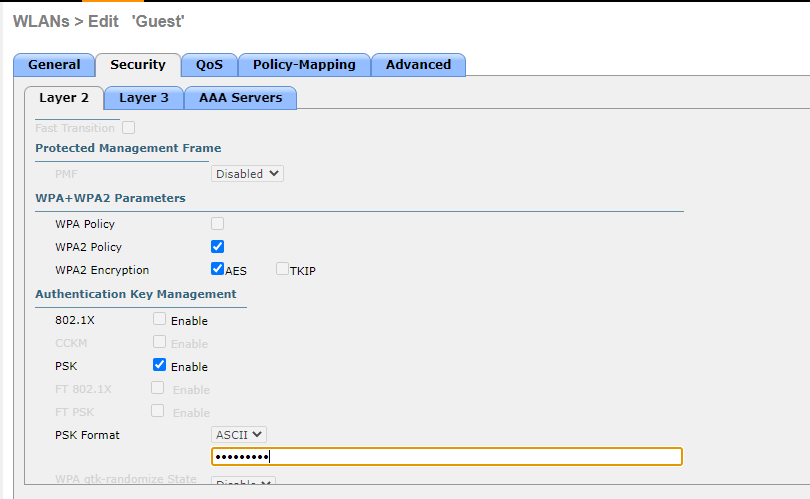 WLANs > Edit 'Guest'
General Security QoS Policy-Mapping Advanced
Layer 2 Layer 3 AAA Servers
Fast Transition
Protected Management Frame
PMF Disabled
WPA+WPA2 Parameters
WPA Policy
WPA2 Policy
WPA2 Encryption AES TKIP
Authentication Key Management
802.1X Enable
CCKM Enable
PSK Enable
FT 802.1X Enable
FT PSK Enable
PSK Format ASCII
•••••••••
WPA gtk-randomize State Disable